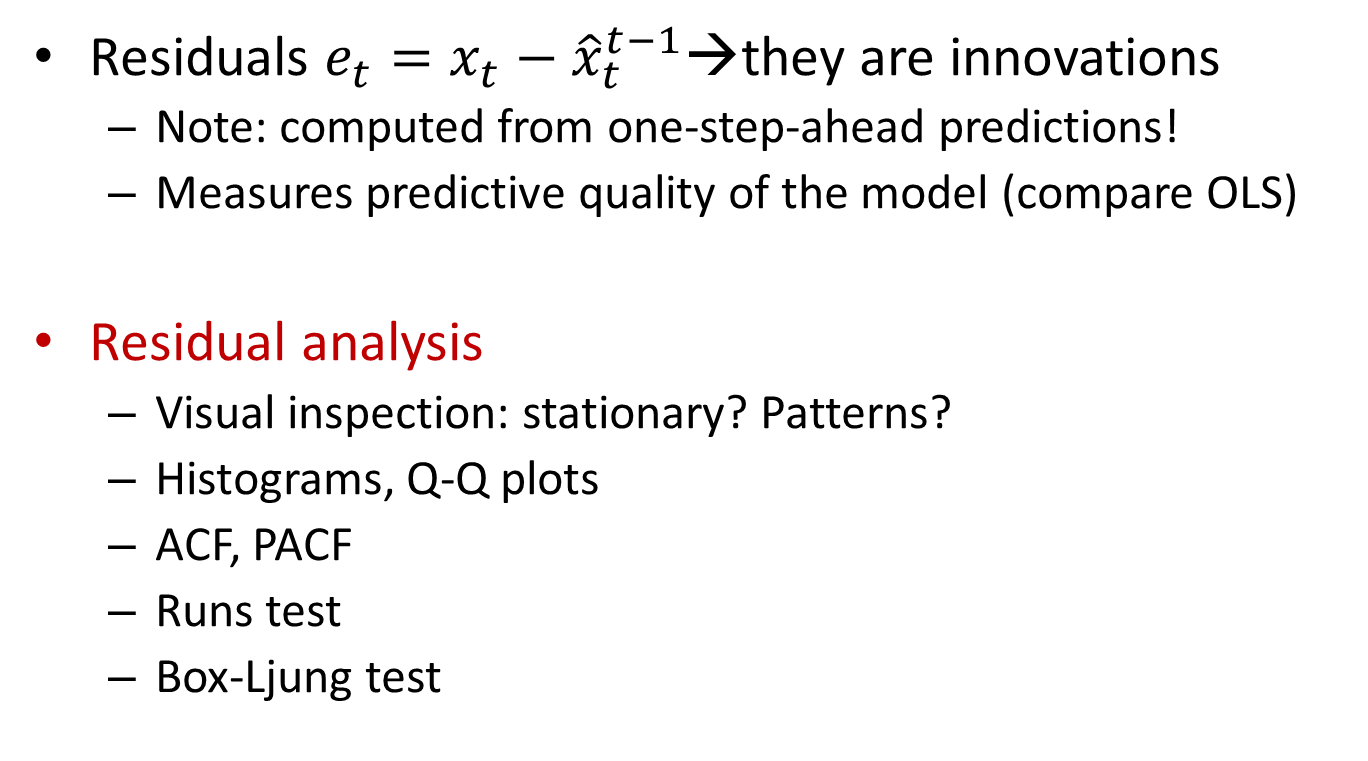 • Residuals $e_t = x_t - \hat{x}_t^{t-1}$→they are innovations
– Note: computed from one-step-ahead predictions!
– Measures predictive quality of the model (compare OLS)
• Residual analysis
– Visual inspection: stationary? Patterns?
– Histograms, Q-Q plots
– ACF, PACF
– Runs test
– Box-Ljung test